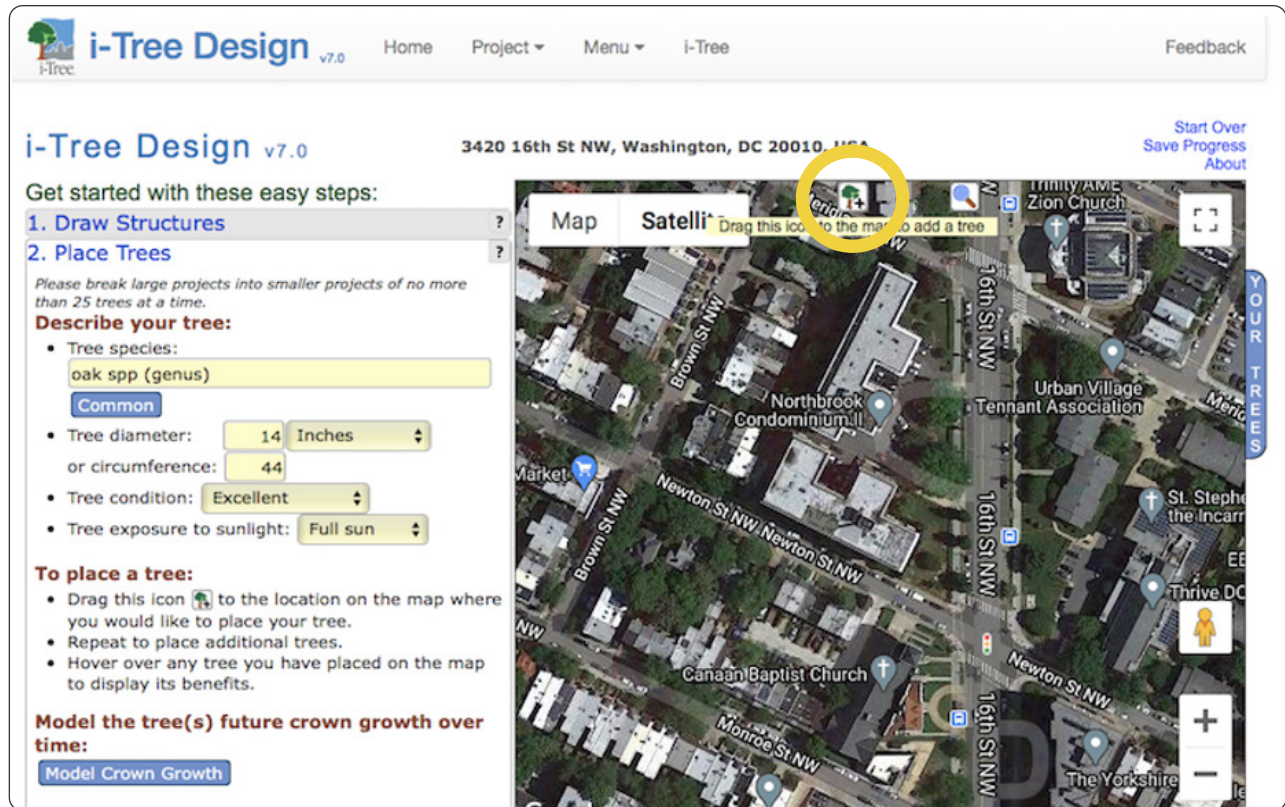 i-Tree
i-Tree Design v7.0
Home
Project
Menu
i-Tree
Feedback
i-Tree Design v7.0
3420 16th St NW, Washington, DC 20010, USA
Start Over
Save Progress
About
Get started with these easy steps:
1. Draw Structures ?
2. Place Trees ?
Please break large projects into smaller projects of no more
than 25 trees at a time.
Describe your tree:
• Tree species:
oak spp (genus)
Common
• Tree diameter: 14 Inches
or circumference: 44
• Tree condition: Excellent
• Tree exposure to sunlight: Full sun
To place a tree:
• Drag this icon to the location on the map where
you would like to place your tree.
• Repeat to place additional trees.
• Hover over any tree you have placed on the map
to display its benefits.
Model the tree(s) future crown growth over
time:
Model Crown Growth
Map
Satellite
Drag this icon to the map to add a tree
Trinity AME
Zion Church
YOUR TREES
16th St NW
Brown St NW
Northbrook
Condominium II
Urban Village
Tennant Association
Market
Newton St NW
Newton St NW
Brown St NW
16th St NW
St. Stephe
the Incarr
EE
Thrive DC
NW
Canaan Baptist Church
Newton St NW
16th St NW
Monroe St NW
The Yorkshire